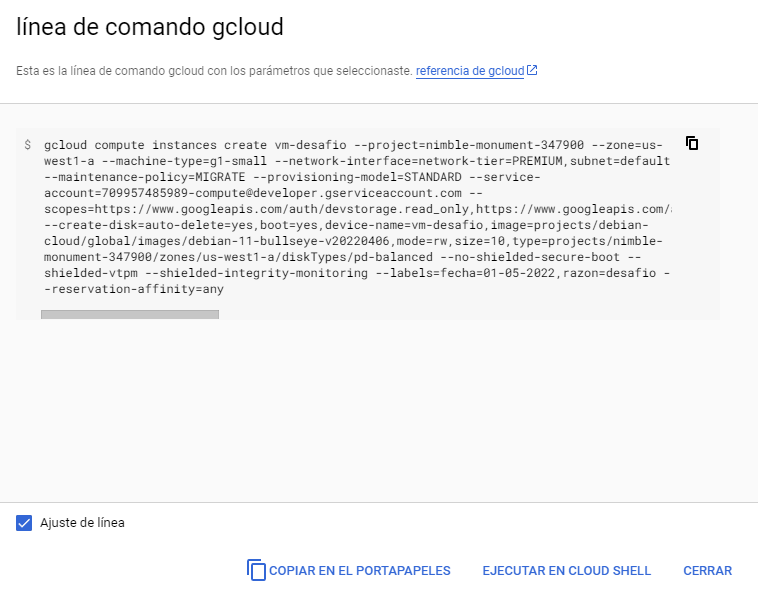 línea de comando gcloud
Esta es la línea de comando gcloud con los parámetros que seleccionaste. referencia de gcloud
$ gcloud compute instances create vm-desafio --project=nimble-monument-347900 --zone=us-
west1-a --machine-type=g1-small --network-interface=network-tier=PREMIUM,subnet=default
--maintenance-policy=MIGRATE --provisioning-model=STANDARD --service-
account=709957485989-compute@developer.gserviceaccount.com --
scopes=https://www.googleapis.com/auth/devstorage.read_only,https://www.googleapis.com/
--create-disk=auto-delete=yes,boot=yes,device-name=vm-desafio,image=projects/debian-
cloud/global/images/debian-11-bullseye-v20220406,mode=rw,size=10,type=projects/nimble-
monument-347900/zones/us-west1-a/diskTypes/pd-balanced --no-shielded-secure-boot --
shielded-vtpm --shielded-integrity-monitoring --labels=fecha=01-05-2022,razon=desafio -
-reservation-affinity=any
Ajuste de línea
COPIAR EN EL PORTAPAPELES EJECUTAR EN CLOUD SHELL CERRAR